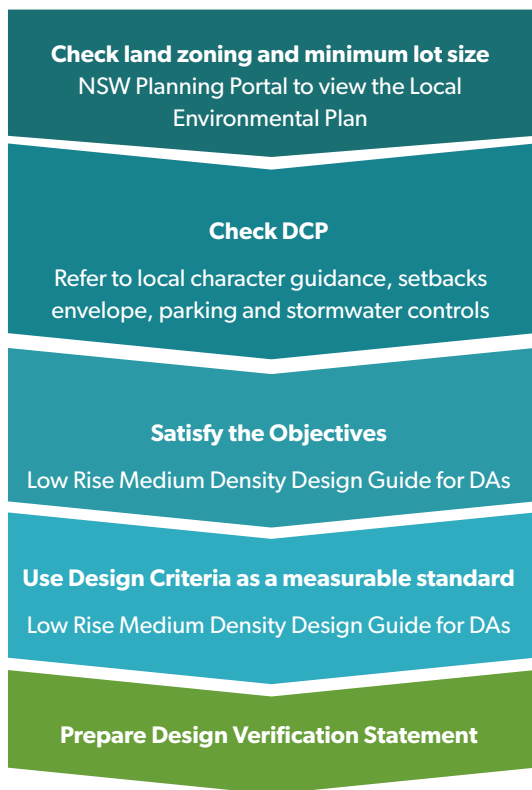 Check land zoning and minimum lot size
NSW Planning Portal to view the Local
Environmental Plan
Check DCP
Refer to local character guidance, setbacks
envelope, parking and stormwater controls
Satisfy the Objectives
Low Rise Medium Density Design Guide for DAs
Use Design Criteria as a measurable standard
Low Rise Medium Density Design Guide for DAs
Prepare Design Verification Statement